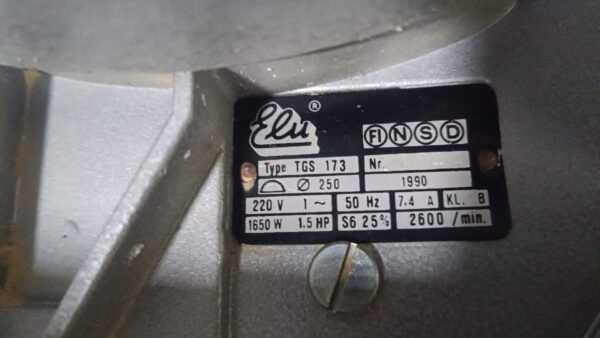 Elu ®
FI N S D
Type TGS 173 Nr.
Ø 250 1990
220 V 1 ~ 50 Hz 7.4 A KL. B
1650 W 1.5 HP S6 25% 2600 /min.